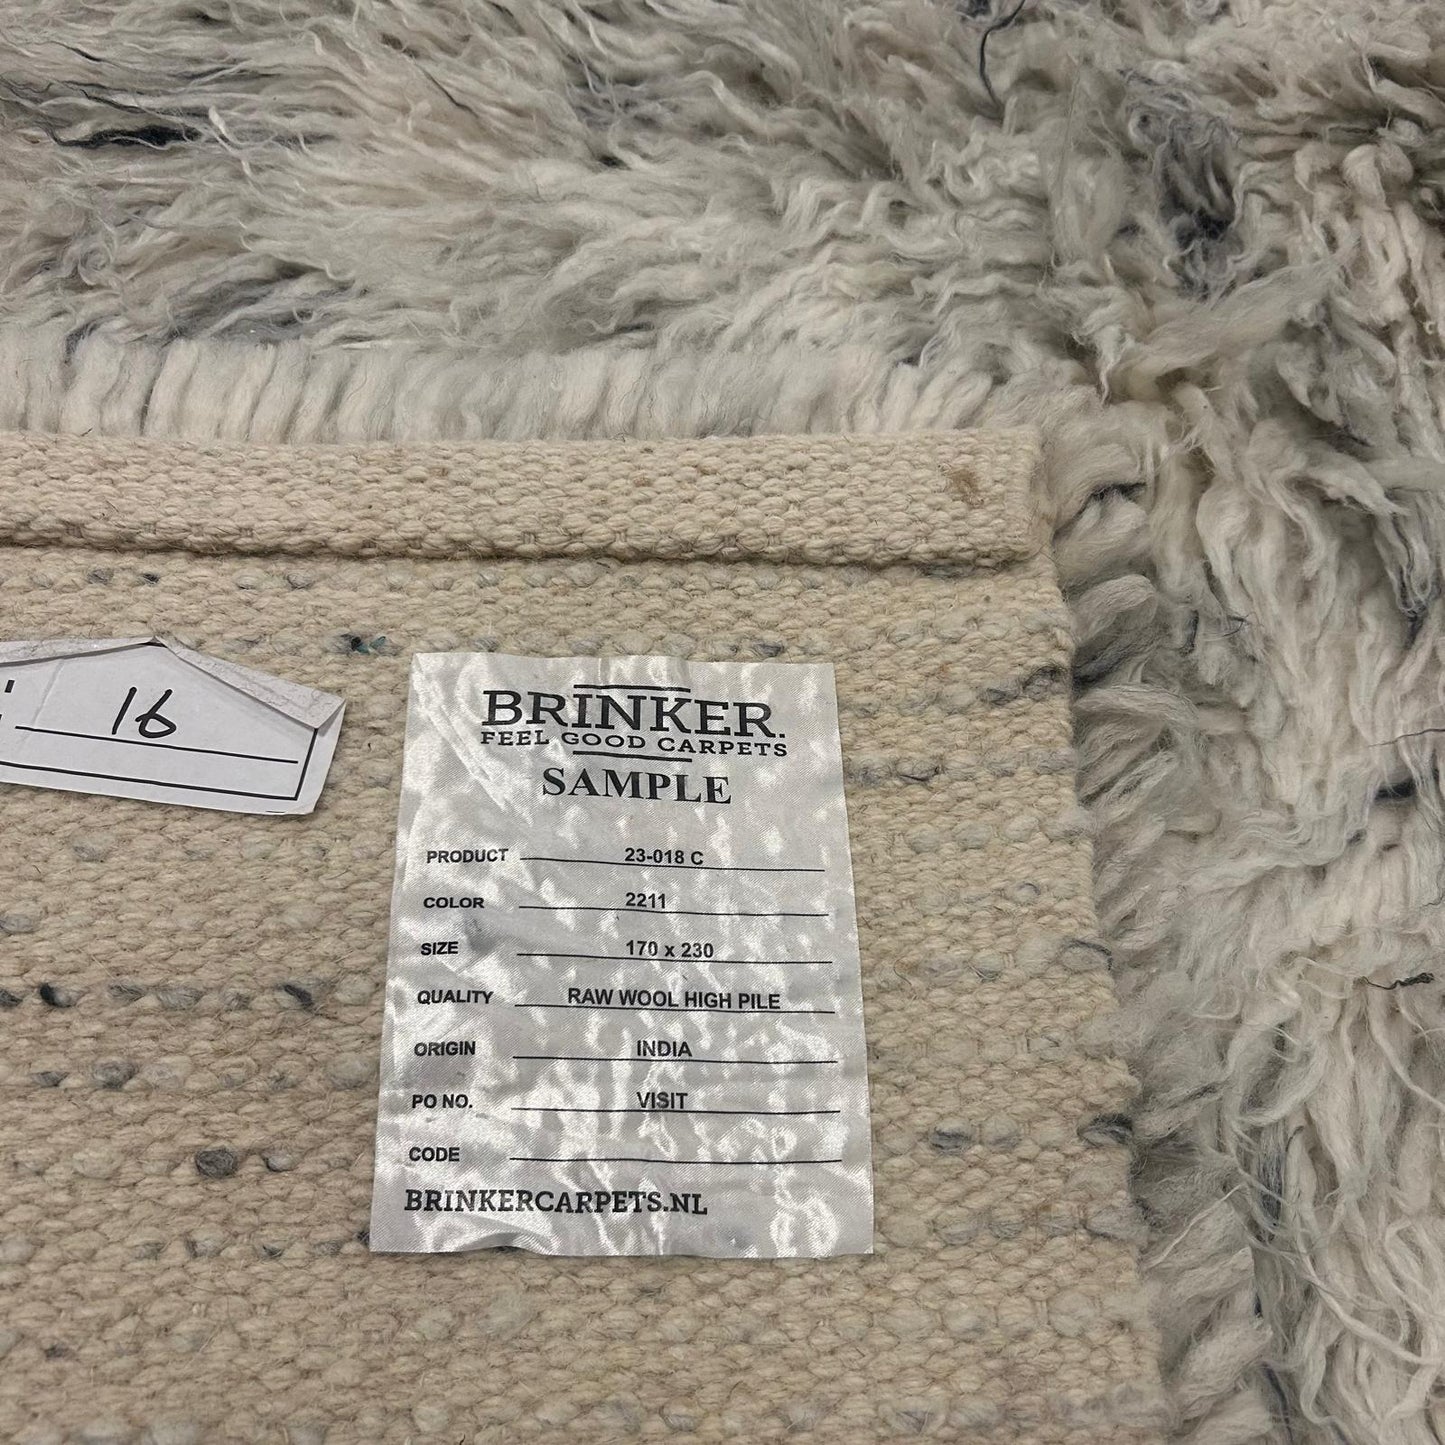 16
BRINKER.
FEEL GOOD CARPETS
SAMPLE
PRODUCT 23-018 C
COLOR 2211
SIZE 170 x 230
QUALITY RAW WOOL HIGH PILE
ORIGIN INDIA
PO NO. VISIT
CODE
BRINKERCARPETS.NL